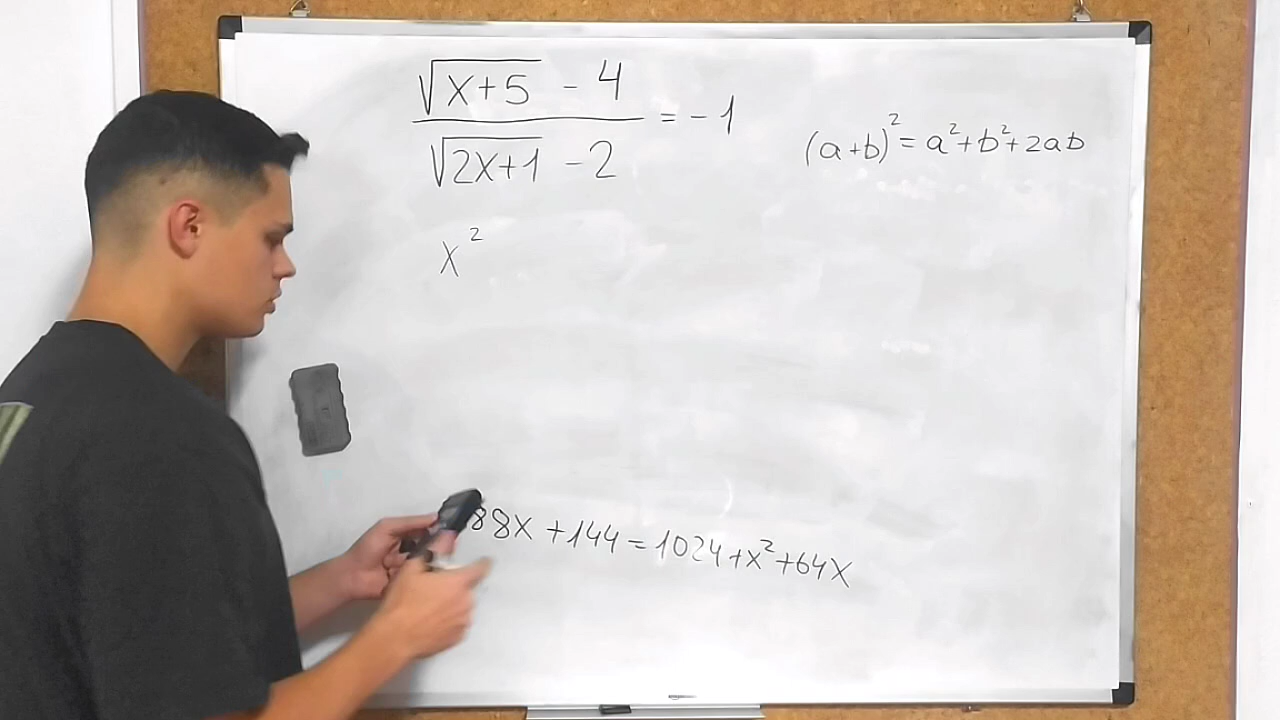 √x+5 - 4
= -1
√2x+1 - 2
(a+b)² = a²+b²+2ab
x²
88x + 144 = 1024 + x² + 64x